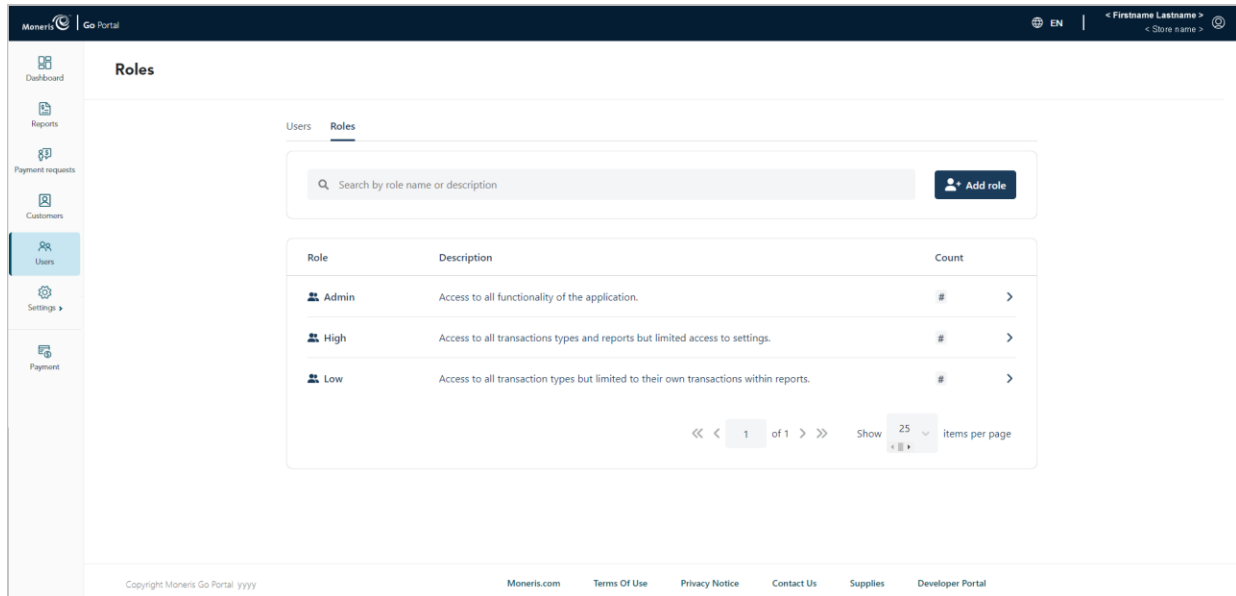 Moneris Go Portal
EN
< Firstname Lastname >
< Store name >
Dashboard
Reports
Payment requests
Customers
Users
Settings
Payment
Roles
Users Roles
Search by role name or description
Add role
Role Description Count
Admin Access to all functionality of the application. #
High Access to all transactions types and reports but limited access to settings. #
Low Access to all transaction types but limited to their own transactions within reports. #
1 of 1 Show 25 items per page
Copyright Moneris Go Portal yyyy
Moneris.com Terms Of Use Privacy Notice Contact Us Supplies Developer Portal